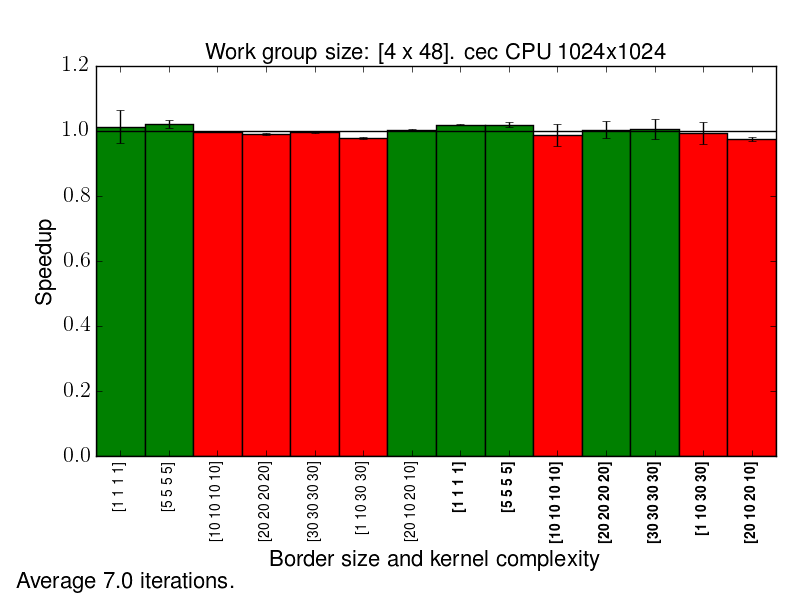 Work group size: [4 x 48]. cec CPU 1024x1024
1.2
1.0
0.8
0.6
0.4
0.2
0.0
Speedup
[1 1 1 1]
[5 5 5 5]
[10 10 10 10]
[20 20 20 20]
[30 30 30 30]
[1 10 30 30]
[20 10 20 10]
[1 1 1 1]
[5 5 5 5]
[10 10 10 10]
[20 20 20 20]
[30 30 30 30]
[1 10 30 30]
[20 10 20 10]
Border size and kernel complexity
Average 7.0 iterations.